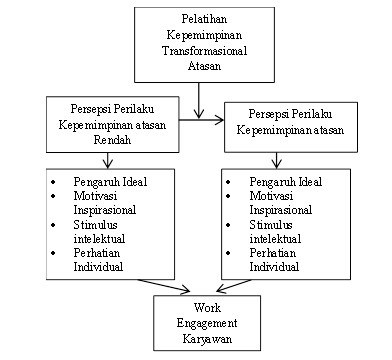 Pelatihan
Kepemimpinan
Transformasional
Atasan
Persepsi Perilaku
Kepemimpinan atasan
Rendah
Persepsi Perilaku
Kepemimpinan atasan
• Pengaruh Ideal
• Motivasi
Inspirasional
• Stimulus
intelektual
• Perhatian
Individual
• Pengaruh Ideal
• Motivasi
Inspirasional
• Stimulus
intelektual
• Perhatian
Individual
Work
Engagement
Karyawan